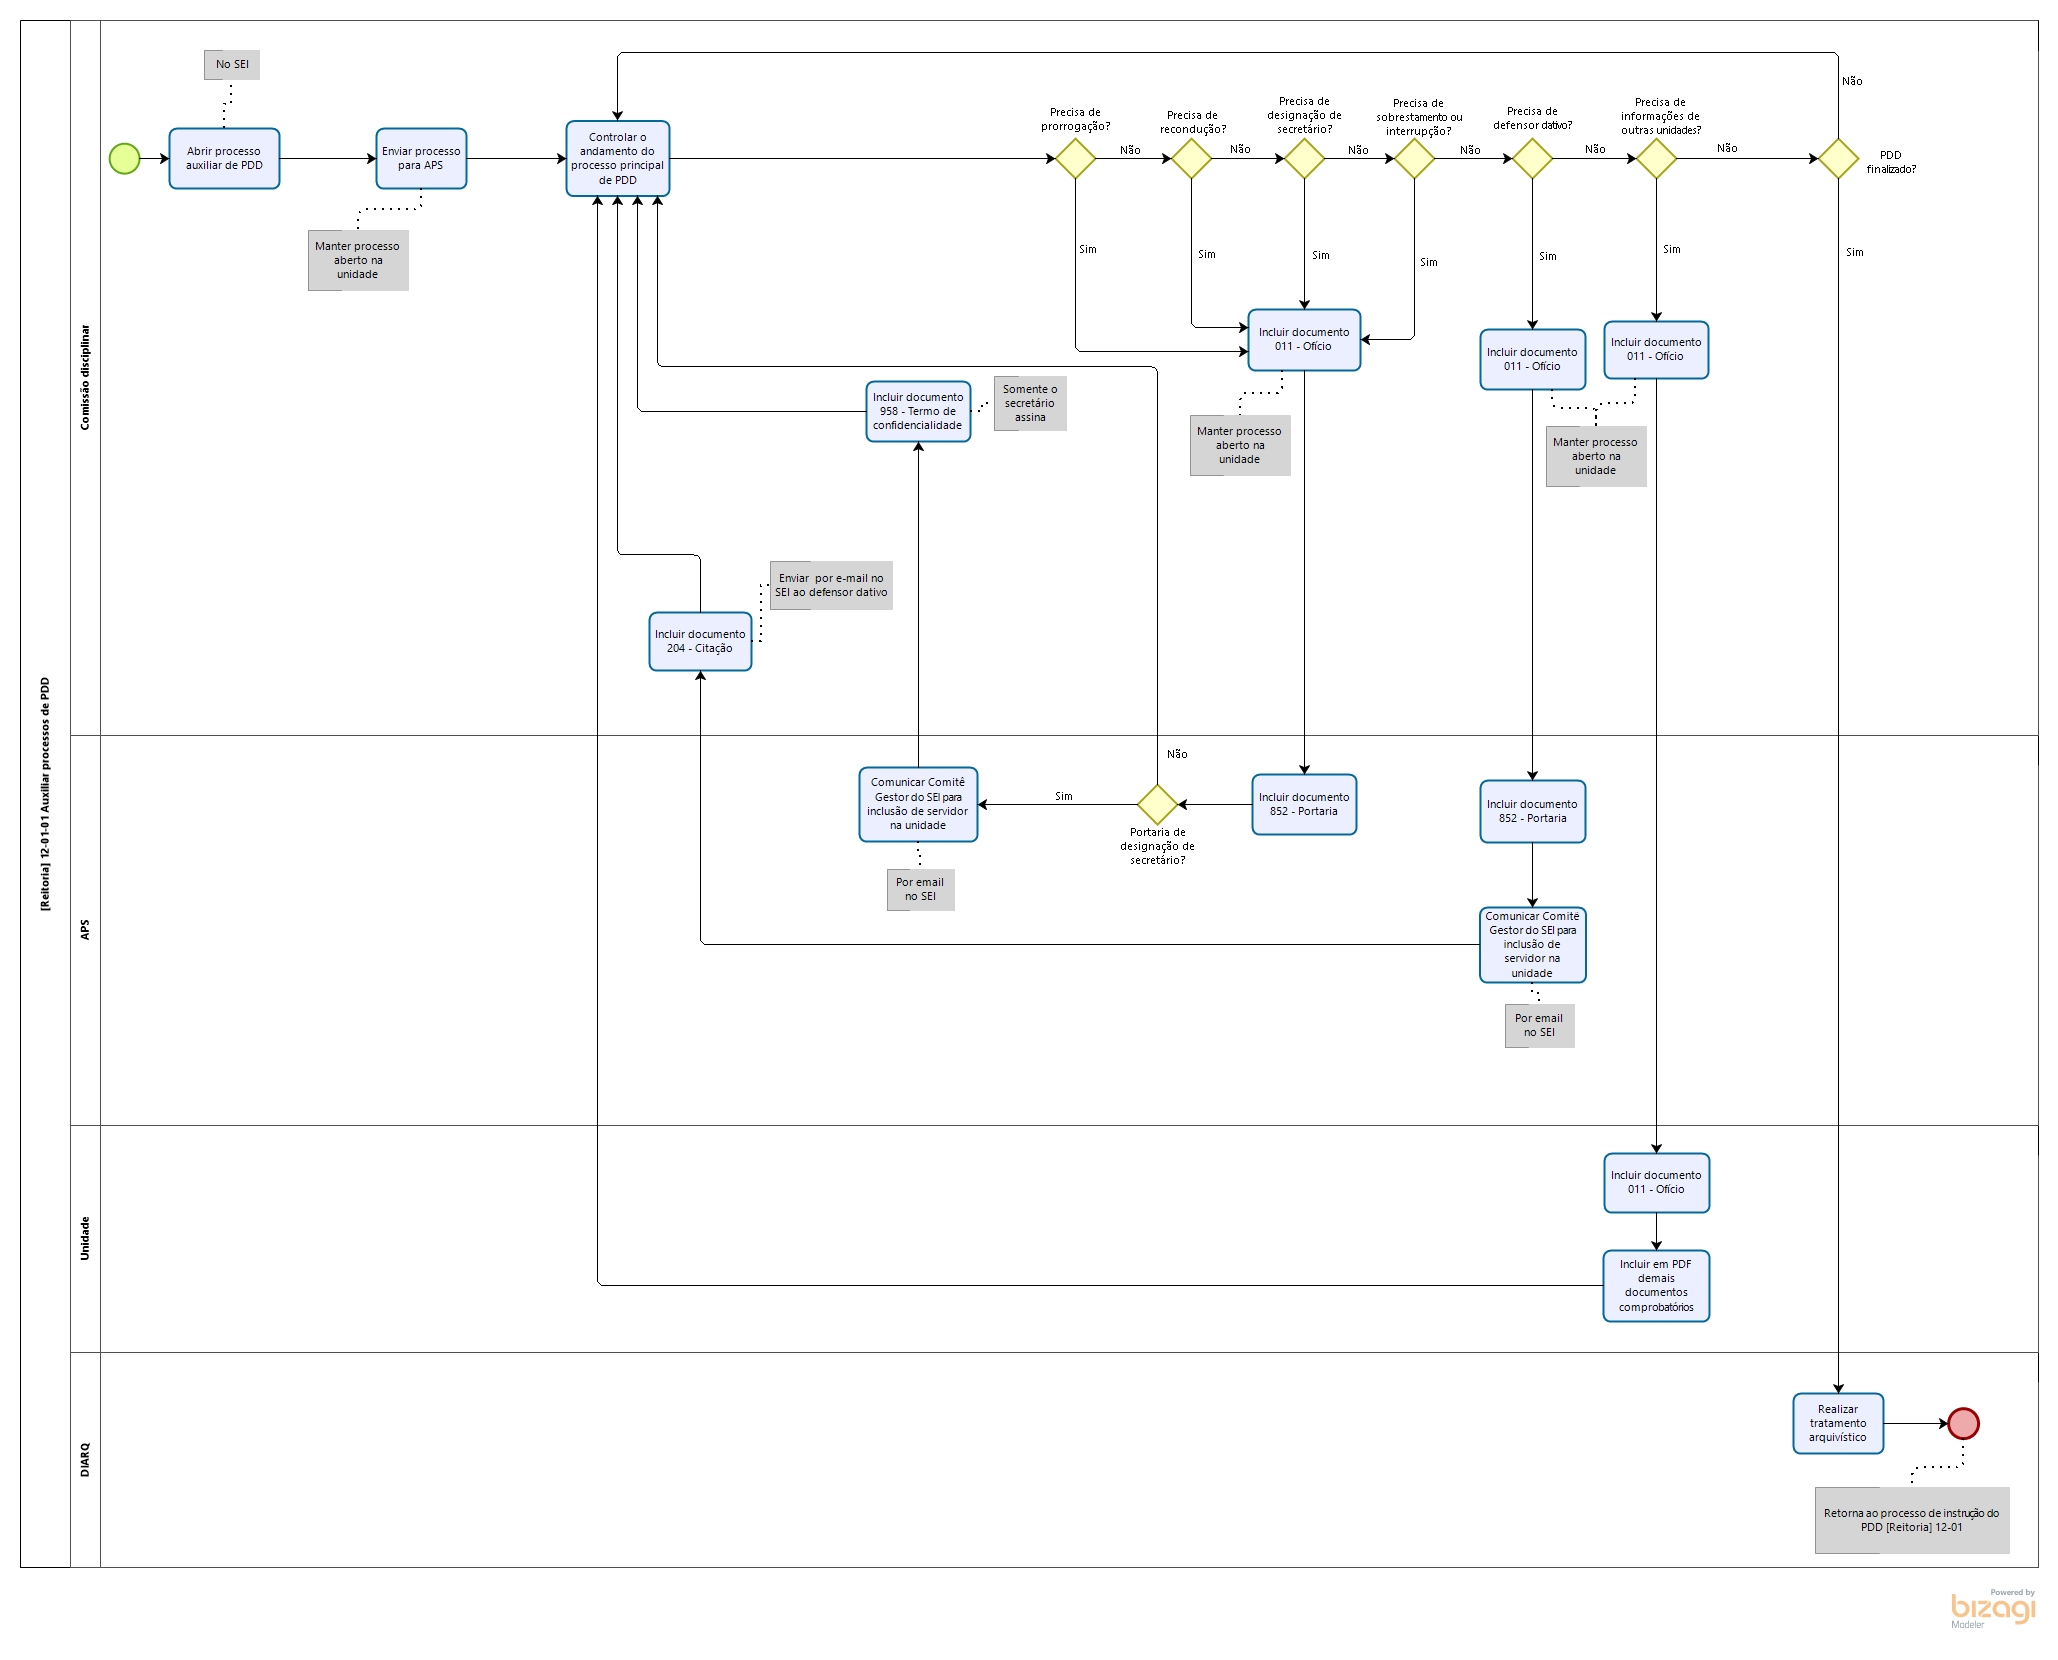 [Reitoria] 12-01-01 Auxiliar processos de PDD
Comissão disciplinar
No SEI
Abrir processo
auxiliar de PDD
Enviar processo
para APS
Manter processo
aberto na
unidade
Controlar o
andamento do
processo principal
de PDD
Precisa de
prorrogação?
Não
Sim
Precisa de
recondução?
Não
Sim
Precisa de
designação de
secretário?
Não
Sim
Precisa de
sobrestamento ou
interrupção?
Não
Sim
Precisa de
defensor dativo?
Não
Sim
Precisa de
informações de
outras unidades?
Não
Sim
Não
PDD
finalizado?
Sim
Incluir documento
011 - Ofício
Manter processo
aberto na
unidade
Incluir documento
011 - Ofício
Incluir documento
011 - Ofício
Manter processo
aberto na
unidade
Incluir documento
958 - Termo de
confidencialidade
Somente o
secretário
assina
Enviar  por e-mail no
SEI ao defensor dativo
Incluir documento
204 - Citação
APS
Comunicar Comitê
Gestor do SEI para
inclusão de servidor
na unidade
Por email
no SEI
Sim
Não
Portaria de
designação de
secretário?
Incluir documento
852 - Portaria
Incluir documento
852 - Portaria
Comunicar Comitê
Gestor do SEI para
inclusão de
servidor na
unidade
Por email
no SEI
Unidade
Incluir documento
011 - Ofício
Incluir em PDF
demais
documentos
comprobatórios
DIARQ
Realizar
tratamento
arquivístico
Retorna ao processo de instrução do
PDD [Reitoria] 12-01
Powered by
bizagi
Modeler